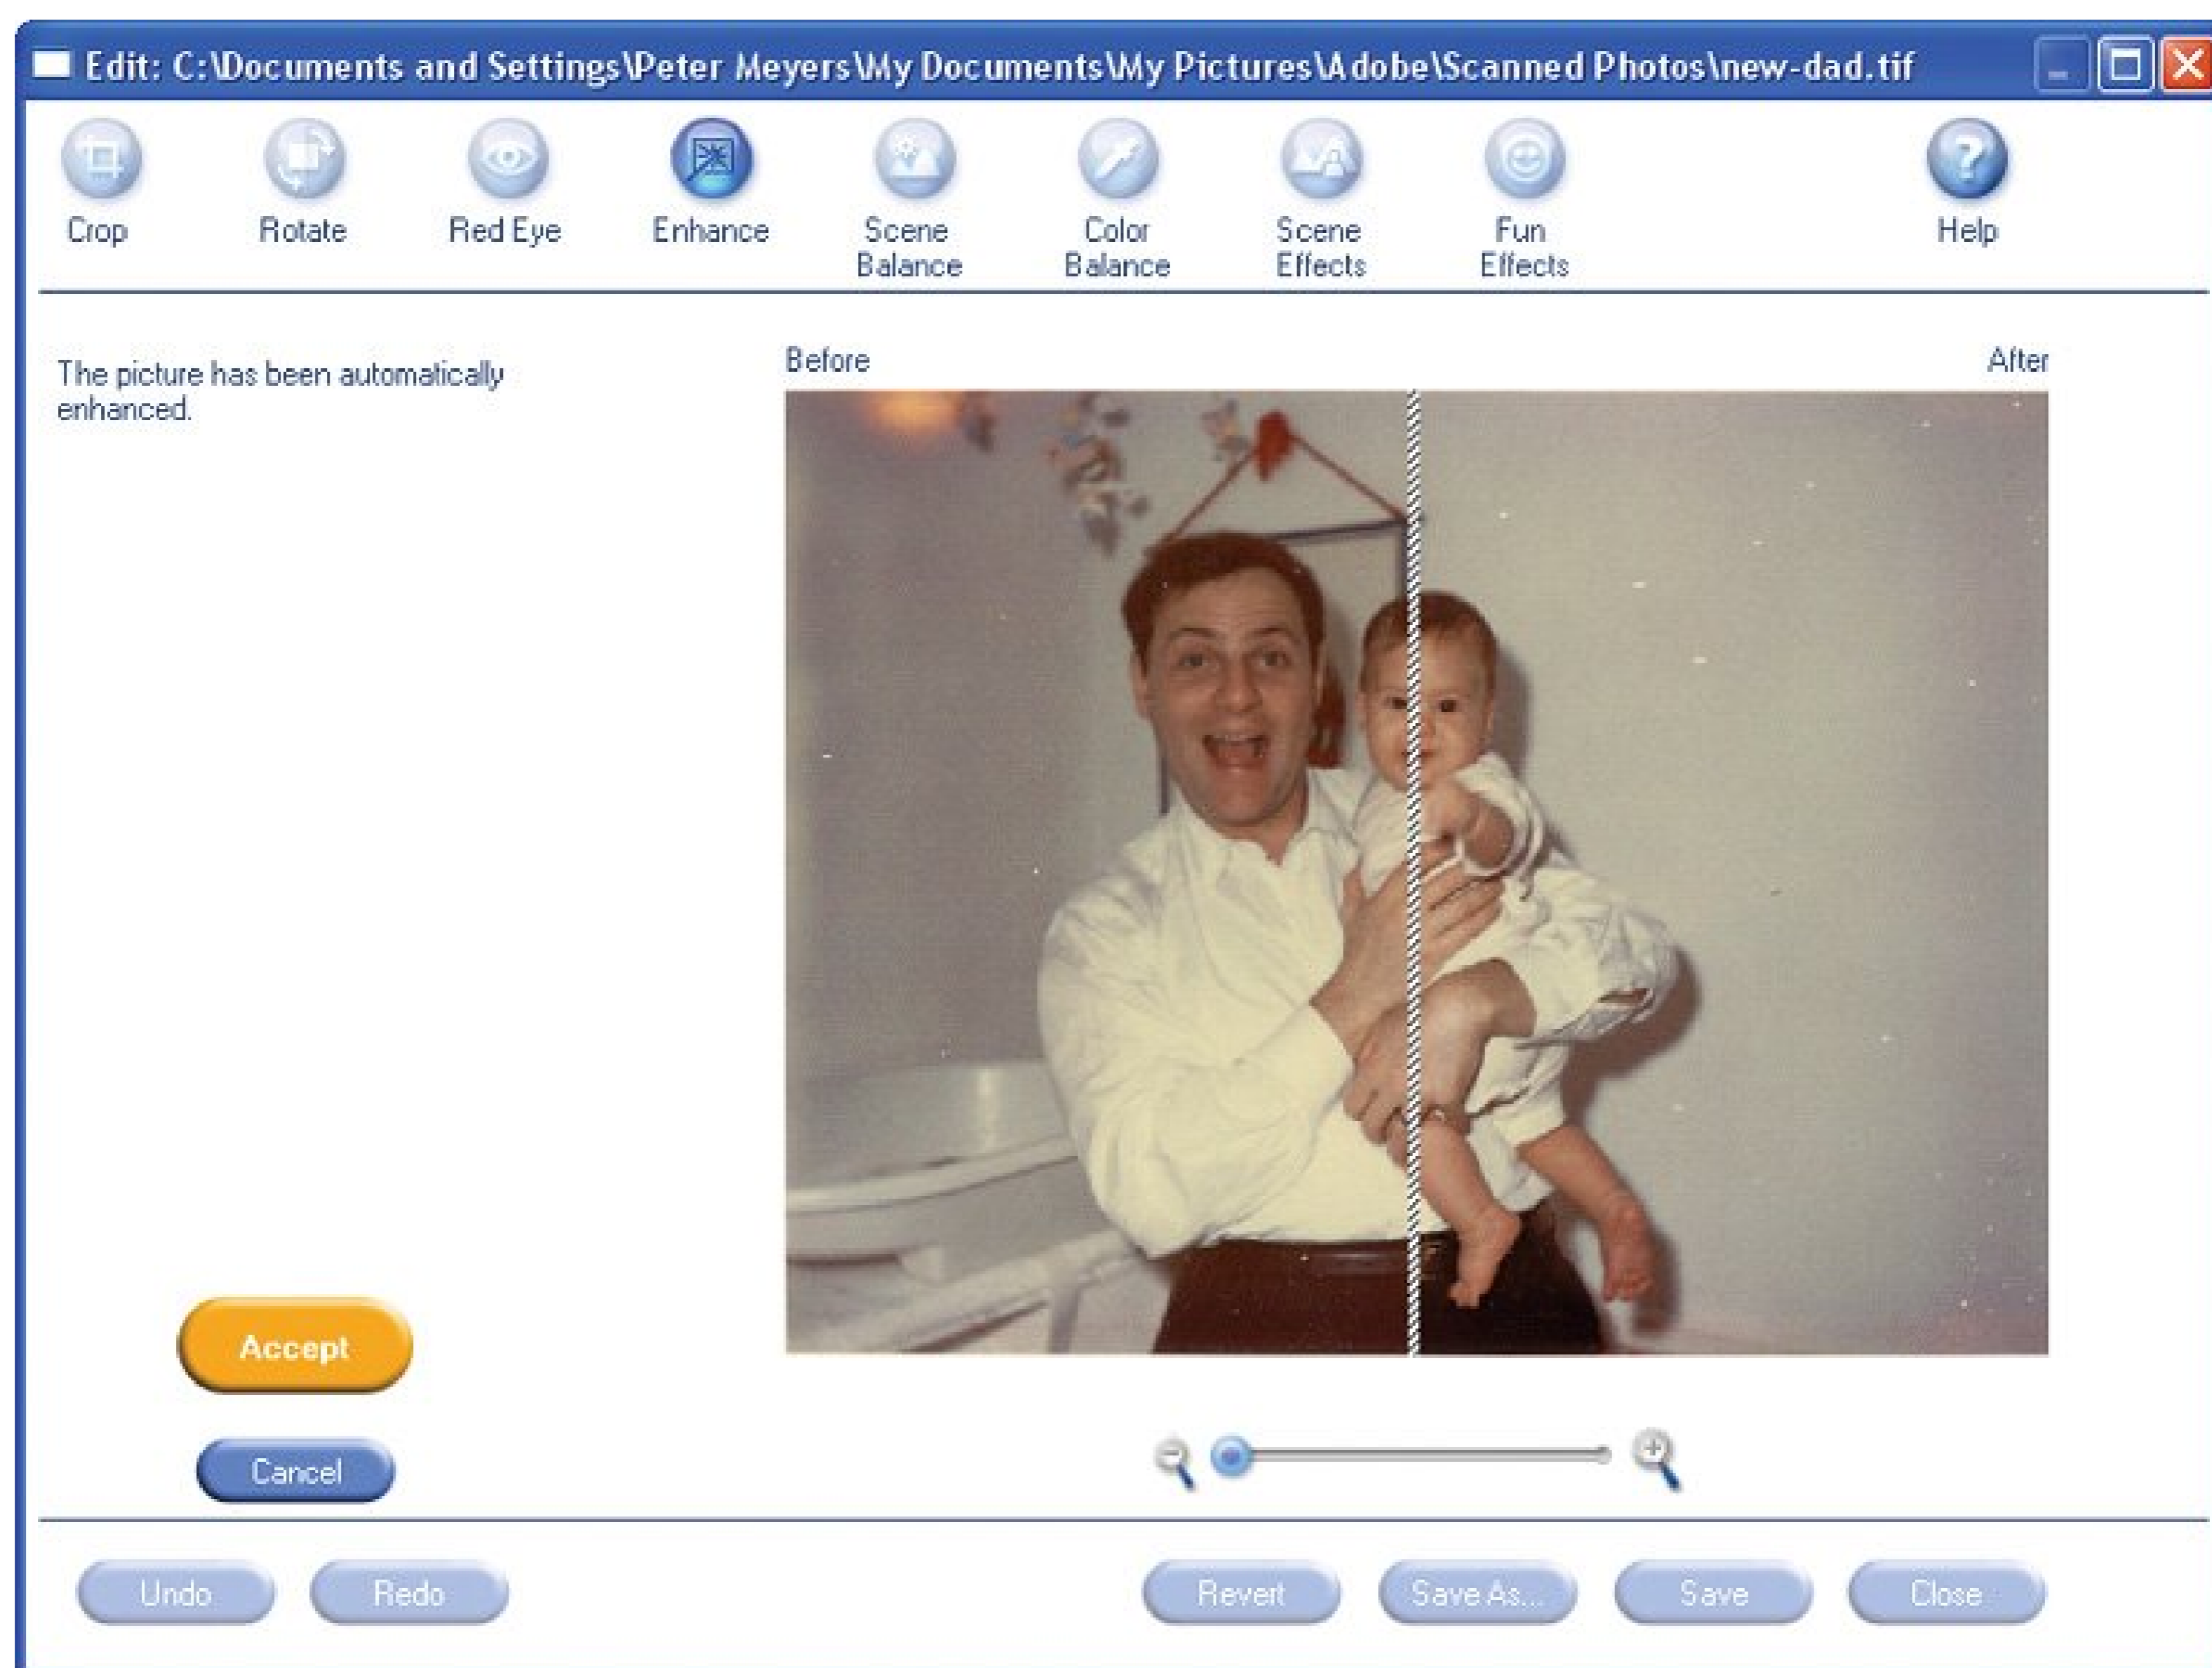 Edit: C:\Documents and Settings\Peter Meyers\My Documents\My Pictures\Adobe\Scanned Photos\new-dad.tif
Crop
Rotate
Red Eye
Enhance
Scene
Balance
Color
Balance
Scene
Effects
Fun
Effects
Help
The picture has been automatically
enhanced.
Before
After
Accept
Cancel
Undo
Redo
Revert
Save As...
Save
Close